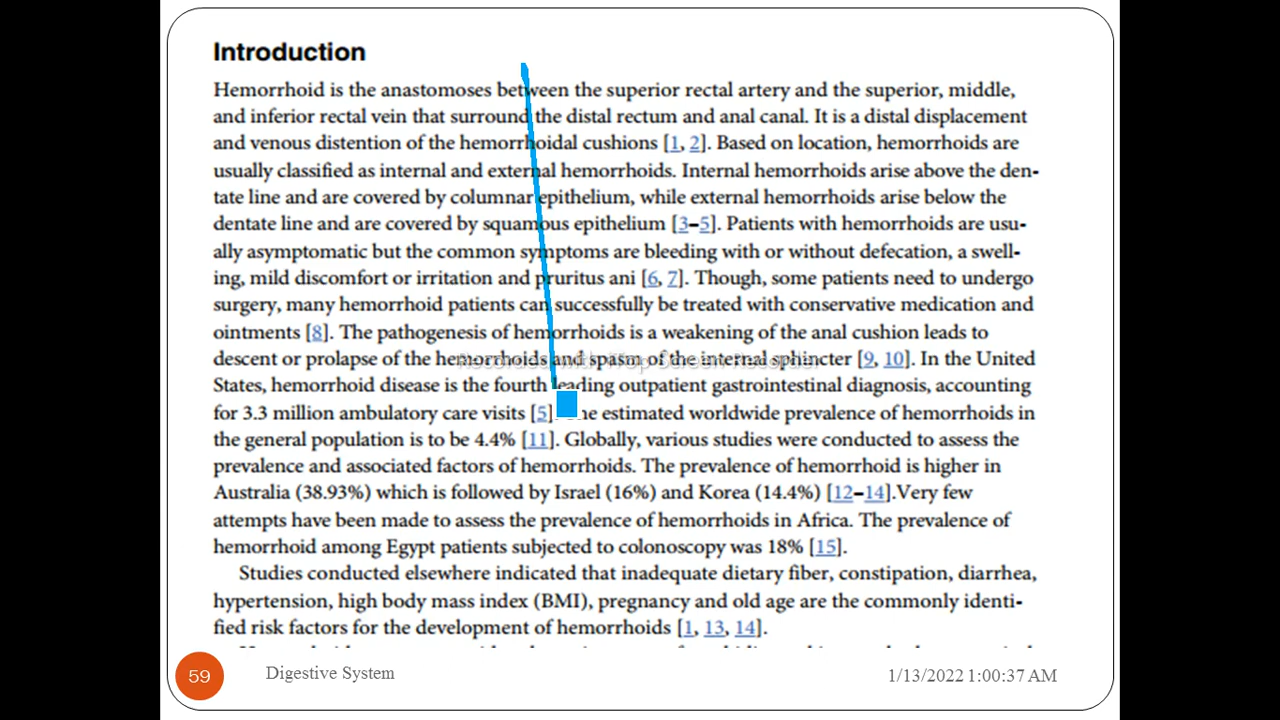 Introduction
Hemorrhoid is the anastomoses between the superior rectal artery and the superior, middle,
and inferior rectal vein that surround the distal rectum and anal canal. It is a distal displacement
and venous distention of the hemorrhoidal cushions [1, 2]. Based on location, hemorrhoids are
usually classified as internal and external hemorrhoids. Internal hemorrhoids arise above the den-
tate line and are covered by columnar epithelium, while external hemorrhoids arise below the
dentate line and are covered by squamous epithelium [3–5]. Patients with hemorrhoids are usu-
ally asymptomatic but the common symptoms are bleeding with or without defecation, a swell-
ing, mild discomfort or irritation and pruritus ani [6, 7]. Though, some patients need to undergo
surgery, many hemorrhoid patients can successfully be treated with conservative medication and
ointments [8]. The pathogenesis of hemorrhoids is a weakening of the anal cushion leads to
descent or prolapse of the hemorrhoids and spasm of the internal sphincter [9, 10]. In the United
Recorded with iTop Screen Recorder
States, hemorrhoid disease is the fourth leading outpatient gastrointestinal diagnosis, accounting
for 3.3 million ambulatory care visits [5]. The estimated worldwide prevalence of hemorrhoids in
the general population is to be 4.4% [11]. Globally, various studies were conducted to assess the
prevalence and associated factors of hemorrhoids. The prevalence of hemorrhoid is higher in
Australia (38.93%) which is followed by Israel (16%) and Korea (14.4%) [12–14].Very few
attempts have been made to assess the prevalence of hemorrhoids in Africa. The prevalence of
hemorrhoid among Egypt patients subjected to colonoscopy was 18% [15].
Studies conducted elsewhere indicated that inadequate dietary fiber, constipation, diarrhea,
hypertension, high body mass index (BMI), pregnancy and old age are the commonly identi-
fied risk factors for the development of hemorrhoids [1, 13, 14].
59
Digestive System
1/13/2022 1:00:37 AM